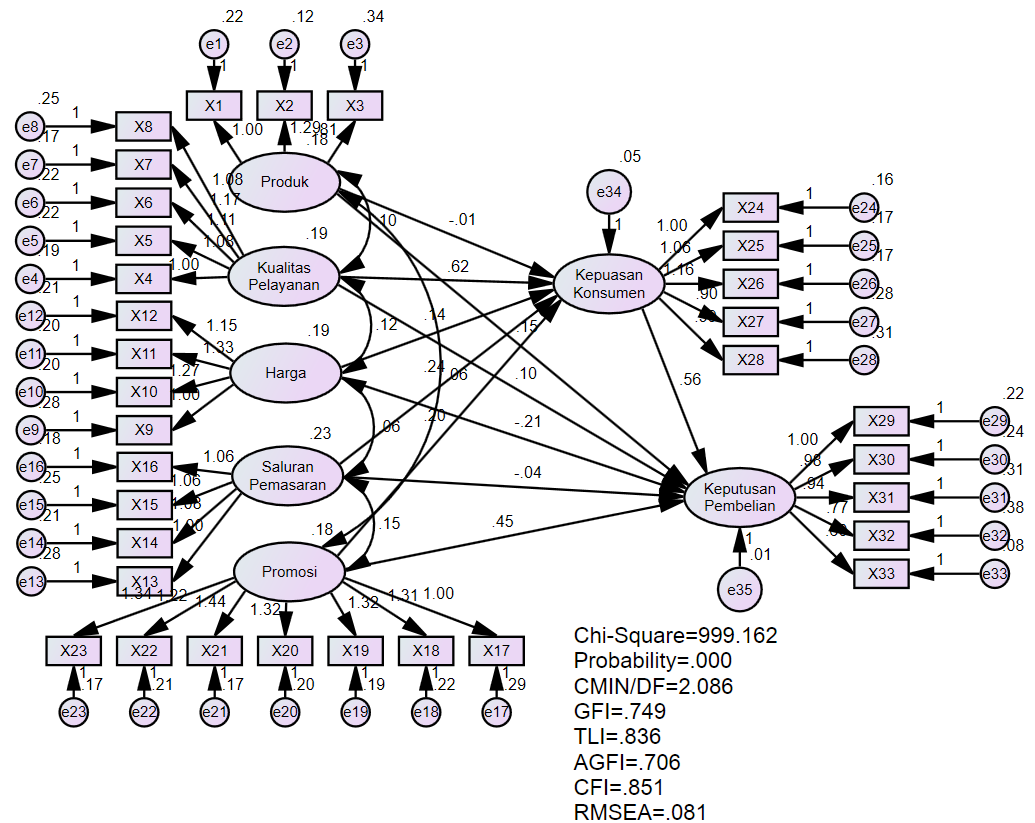 .22
.12
.34
e1
e2
e3
1
1
1
X1
X2
X3
1.00
1.29
.81
.18
Produk
.25
e8
1
X8
.17
e7
1
X7
.22
e6
1
X6
.22
e5
1
X5
.19
e4
1
X4
1.08
1.17
1.11
1.08
1.00
.19
Kualitas
Pelayanan
.21
e12
1
X12
.20
e11
1
X11
.20
e10
1
X10
.28
e9
1
X9
1.15
1.33
1.27
1.00
.19
Harga
.18
e16
1
X16
.25
e15
1
X15
.21
e14
1
X14
.28
e13
1
X13
1.06
1.06
1.08
1.00
.23
Saluran
Pemasaran
.18
Promosi
1.34
1.22
1.44
1.32
1.32
1.31
1.00
X23
X22
X21
X20
X19
X18
X17
1
1
1
1
1
1
1
.17
.21
.17
.20
.19
.22
.29
e23
e22
e21
e20
e19
e18
e17
.10
.12
.24
.06
.15
-.01
.62
.14
.15
.06
.10
.20
-.21
-.04
.45
.56
.05
e34
1
Kepuasan
Konsumen
1.00
1.06
1.16
.90
X24
1
e24
.16
X25
1
e25
.17
X26
1
e26
.17
X27
1
e27
.28
X28
1
e28
.31
Keputusan
Pembelian
1
.01
e35
1.00
.98
.94
.77
X29
1
e29
.22
X30
1
e30
.24
X31
1
e31
.31
X32
1
e32
.38
X33
1
e33
.08
Chi-Square=999.162
Probability=.000
CMIN/DF=2.086
GFI=.749
TLI=.836
AGFI=.706
CFI=.851
RMSEA=.081